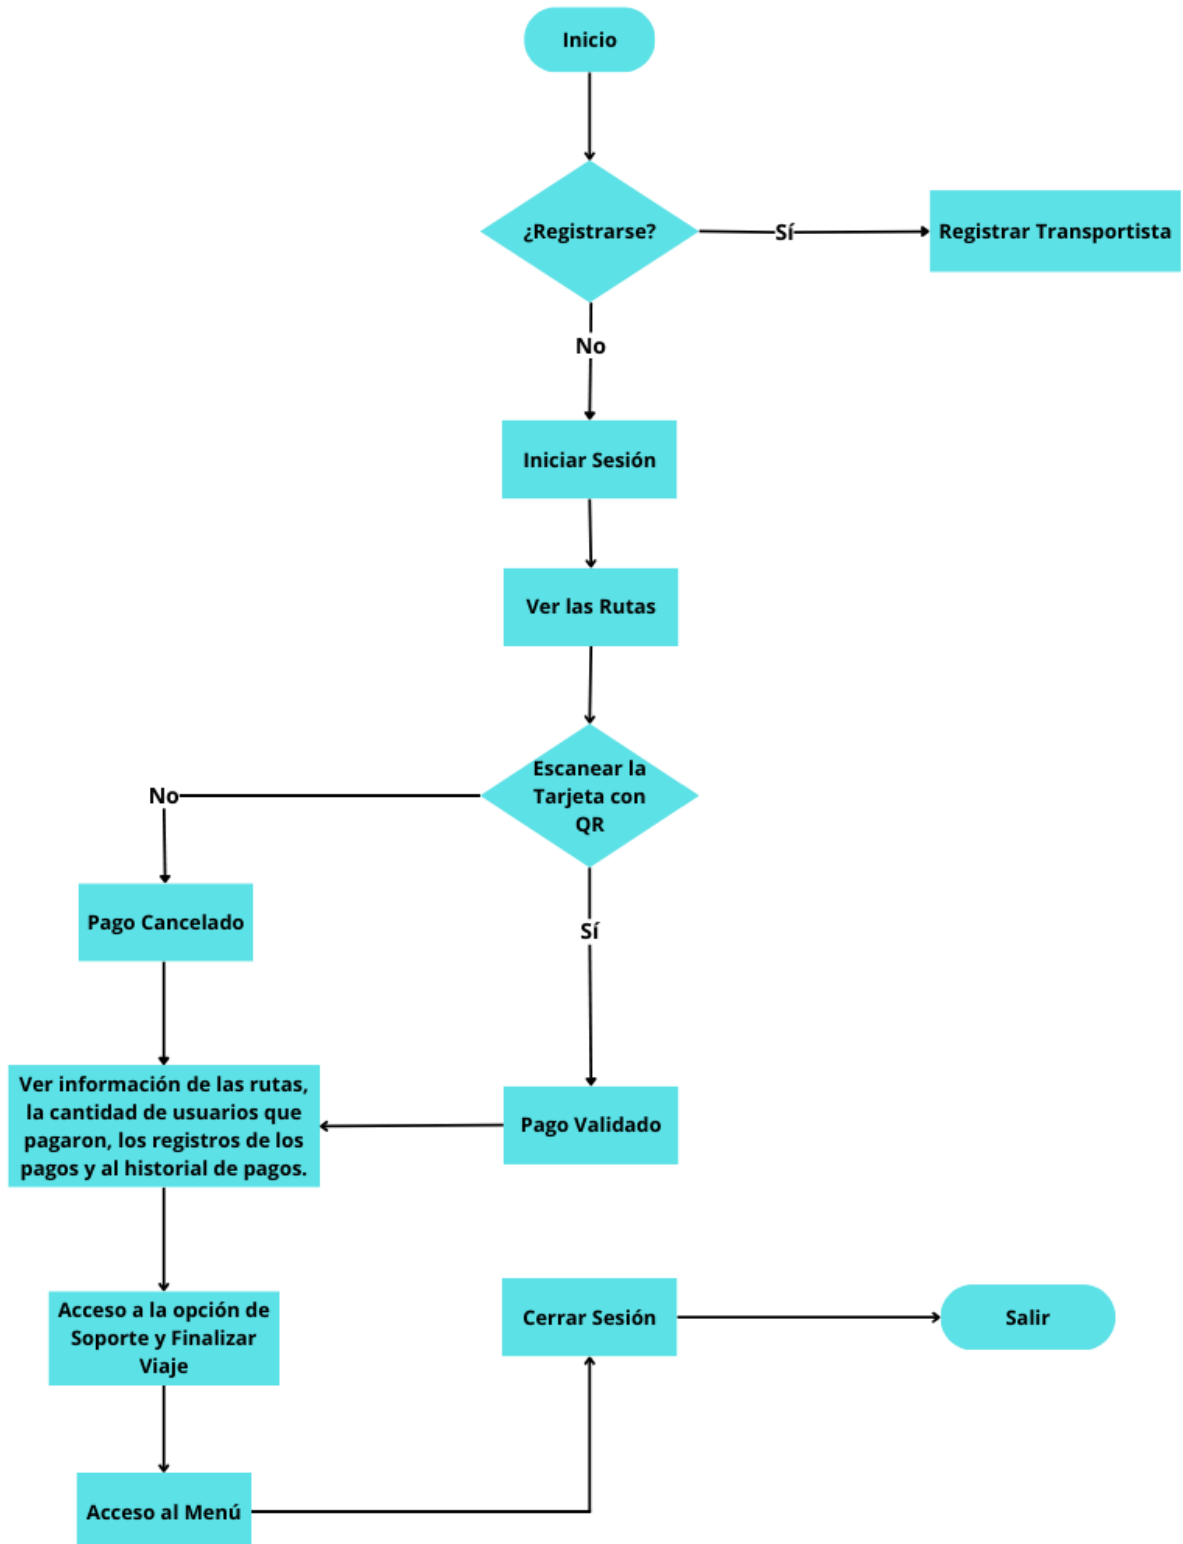 Inicio
¿Registrarse?
Sí
Registrar Transportista
No
Iniciar Sesión
Ver las Rutas
Escanear la
Tarjeta con
QR
No
Pago Cancelado
Sí
Ver información de las rutas,
la cantidad de usuarios que
pagaron, los registros de los
pagos y al historial de pagos.
Pago Validado
Acceso a la opción de
Soporte y Finalizar
Viaje
Cerrar Sesión
Salir
Acceso al Menú